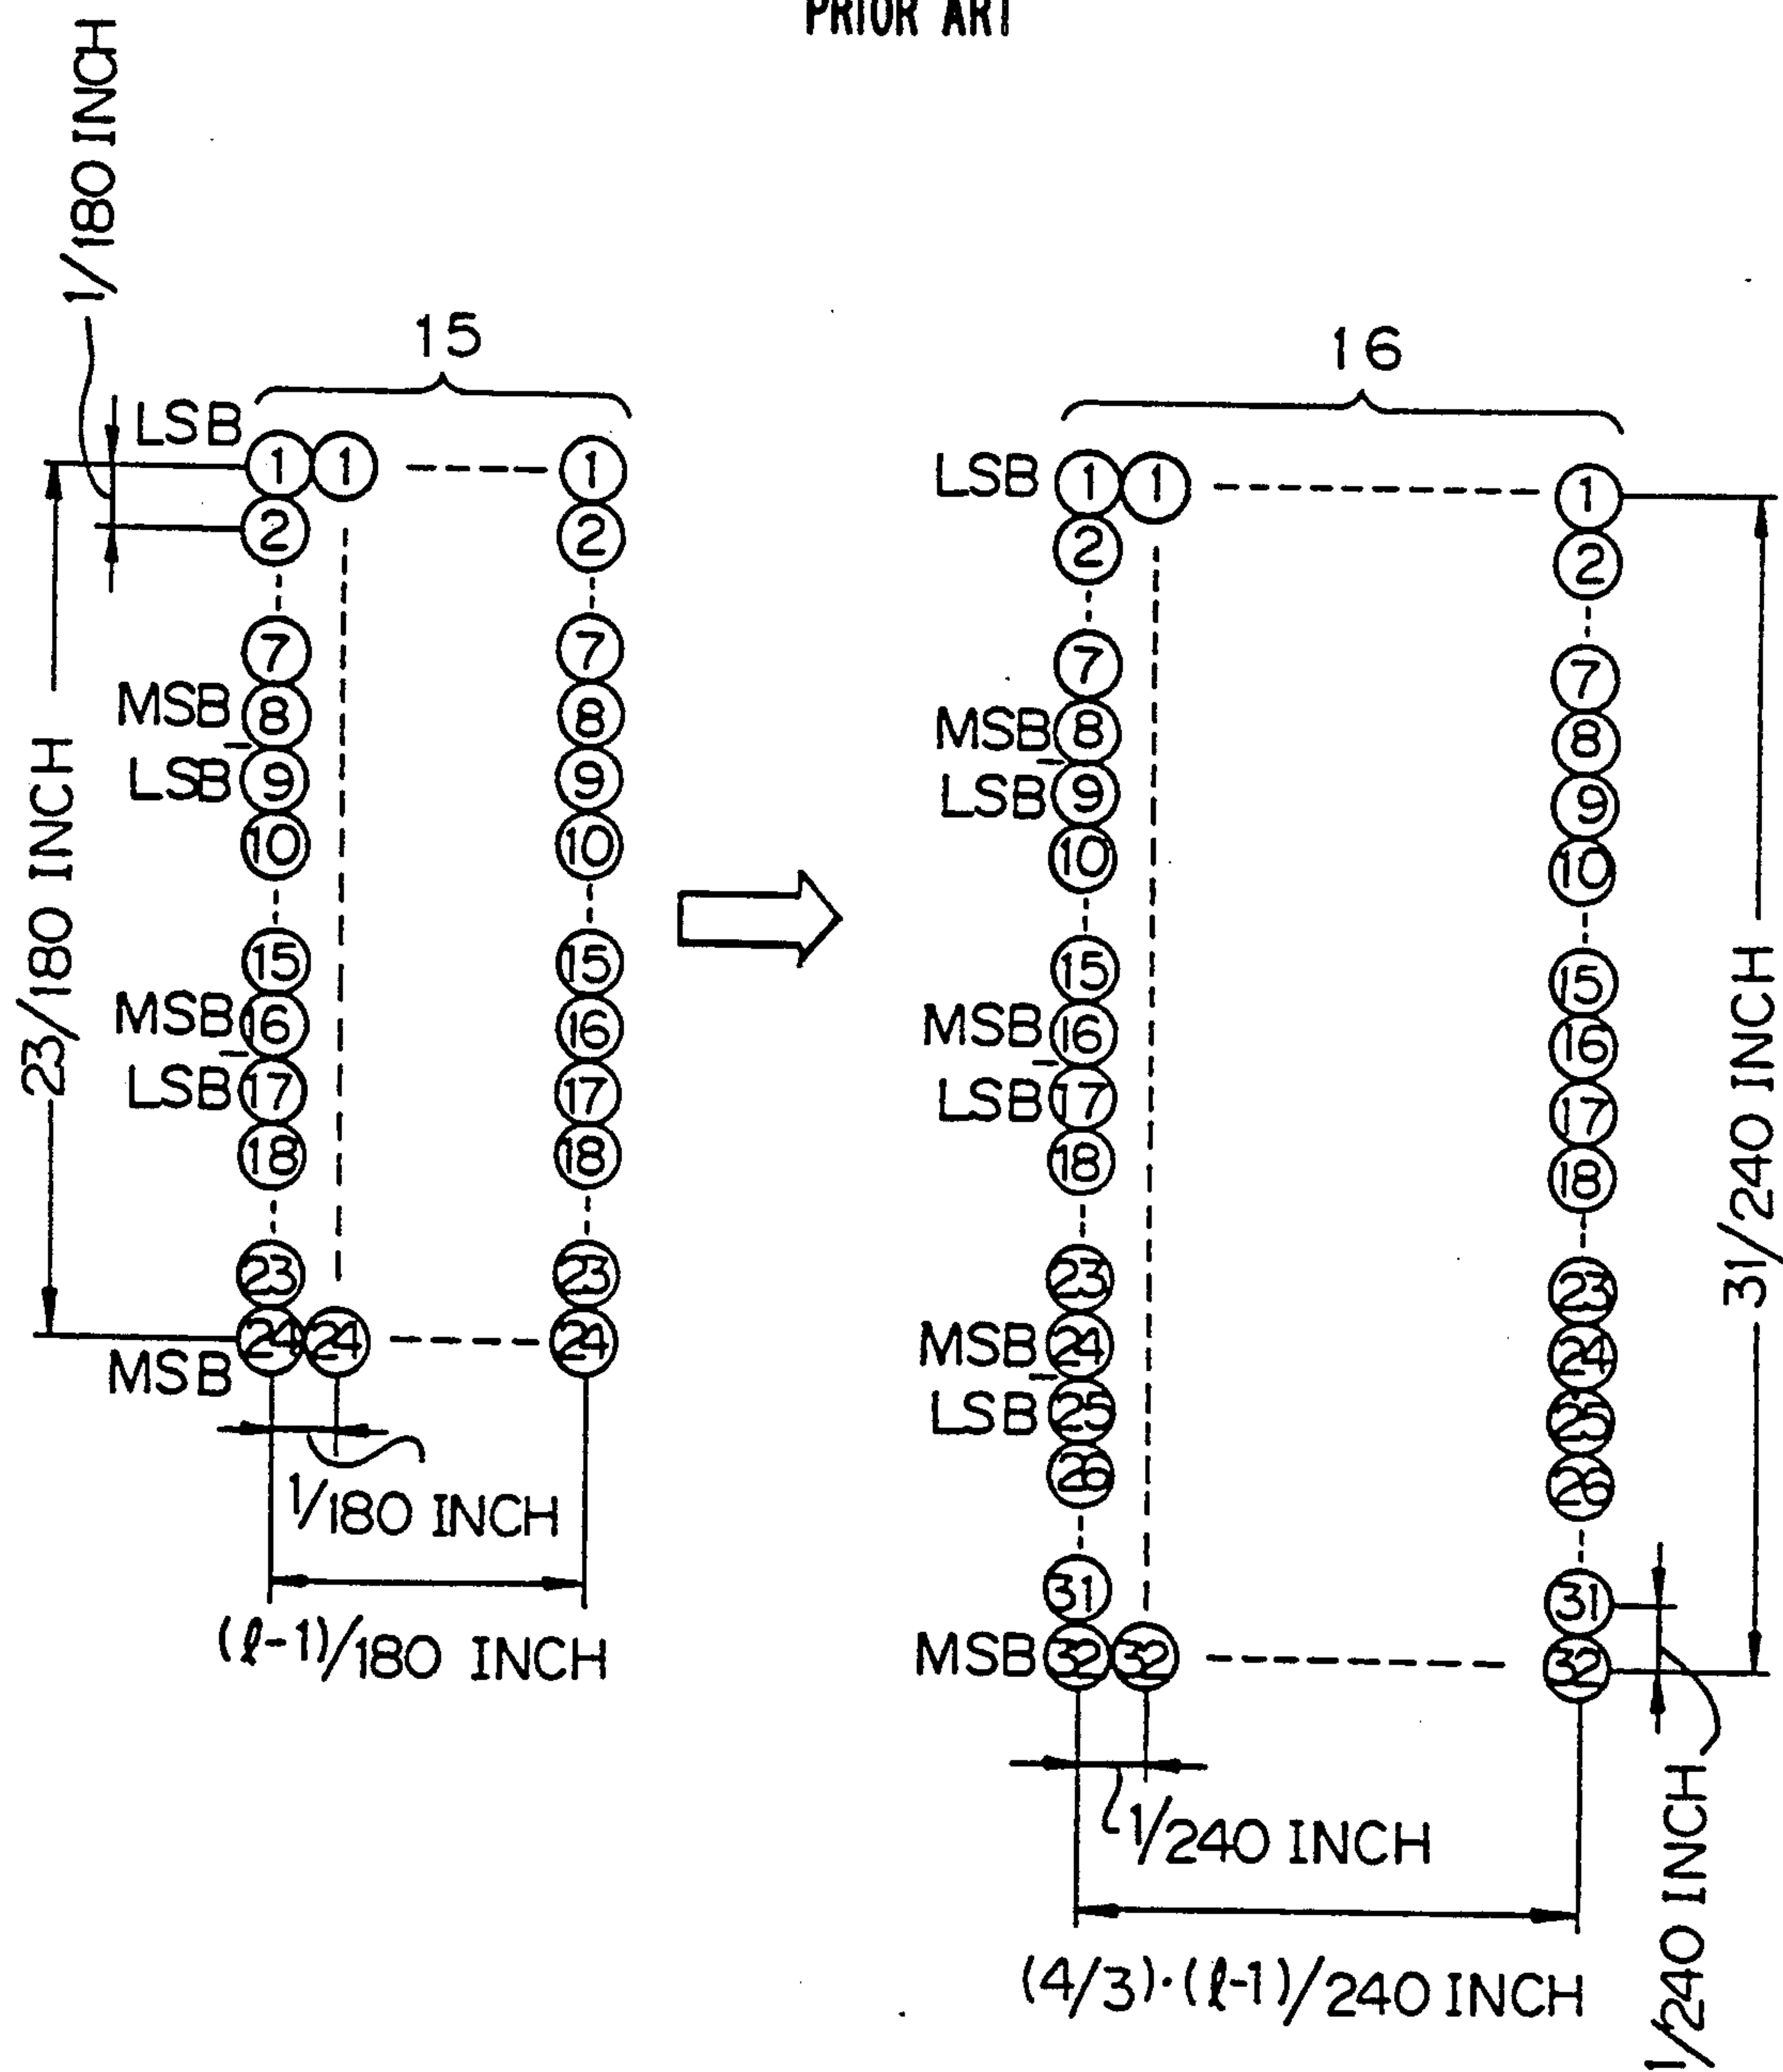 PRIOR ART
1/180 INCH
15
LSB 1 1 1
2 2
7 7
MSB 8 8
LSB 9 9
10 10
15 15
MSB 16 16
LSB 17 17
18 18
23 23
24 24 24
MSB
23/180 INCH
1/180 INCH
(ℓ-1)/180 INCH
16
LSB 1 1 1
2 2
7 7
MSB 8 8
LSB 9 9
10 10
15 15
MSB 16 16
LSB 17 17
18 18
23 23
MSB 24 24
LSB 25 25
26 26
31 31
MSB 32 32 32
31/240 INCH
1/240 INCH
1/240 INCH
(4/3)·(ℓ-1)/240 INCH